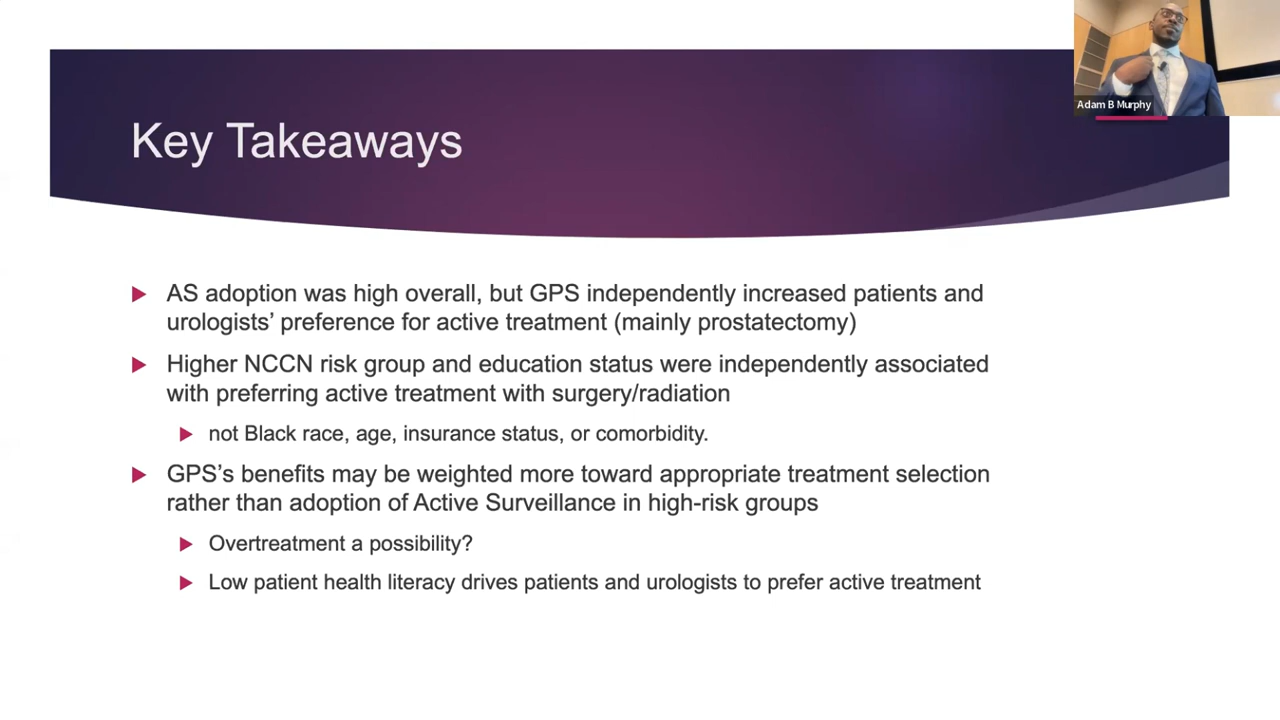 Adam B Murphy
Key Takeaways
AS adoption was high overall, but GPS independently increased patients and
urologists’ preference for active treatment (mainly prostatectomy)
Higher NCCN risk group and education status were independently associated
with preferring active treatment with surgery/radiation
not Black race, age, insurance status, or comorbidity.
GPS’s benefits may be weighted more toward appropriate treatment selection
rather than adoption of Active Surveillance in high-risk groups
Overtreatment a possibility?
Low patient health literacy drives patients and urologists to prefer active treatment